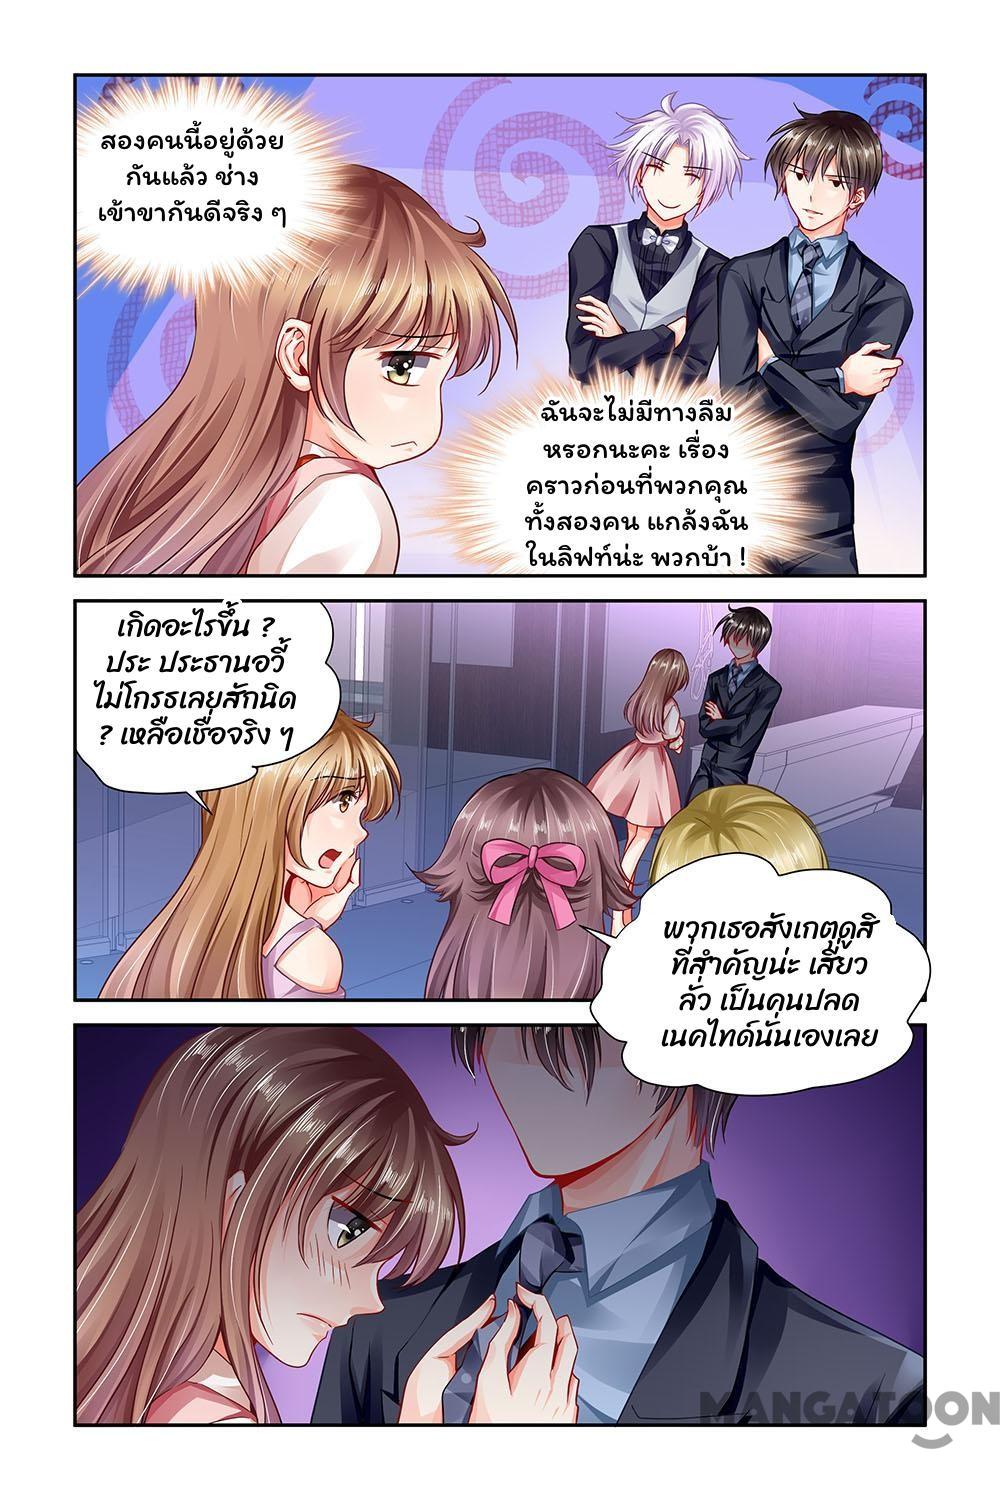 สองคนนี้อยู่ด้วย
กันแล้ว ช่าง
เข้าขากันดีจริง ๆ
ฉันจะไม่มีทางลืม
หรอกนะคะ เรื่อง
คราวก่อนที่พวกคุณ
ทั้งสองคน แกล้งฉัน
ในลิฟท์น่ะ พวกบ้า !
เกิดอะไรขึ้น ?
ประ ประธานอวี้
ไม่โกรธเลยสักนิด
? เหลือเชื่อจริง ๆ
พวกเธอสังเกตดูสิ
ที่สำคัญน่ะ เสี่ยว
ลั่ว เป็นคนปลด
เนคไทด์นั่นเองเลย
MANGATOON